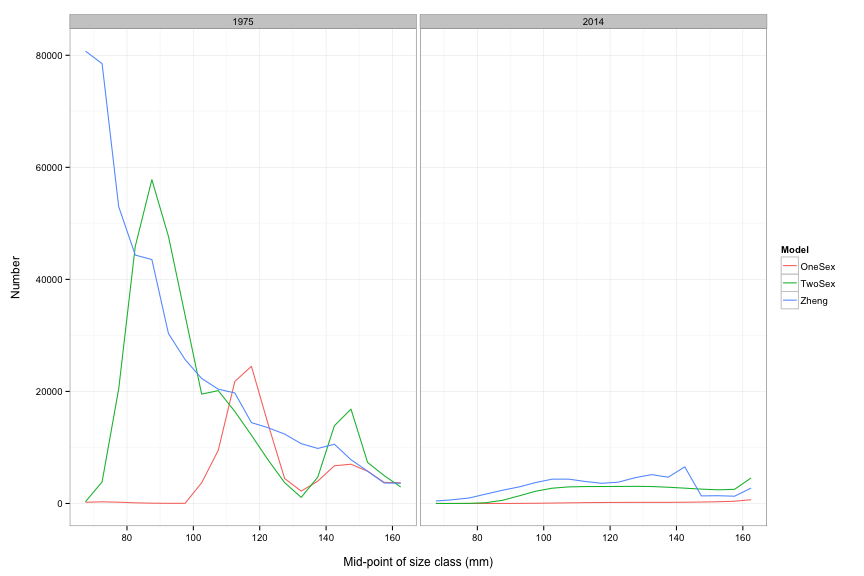 1975 2014
80000
60000
40000
20000
0
Number
80 100 120 140 160 80 100 120 140 160
Mid-point of size class (mm)
Model
OneSex
TwoSex
Zheng